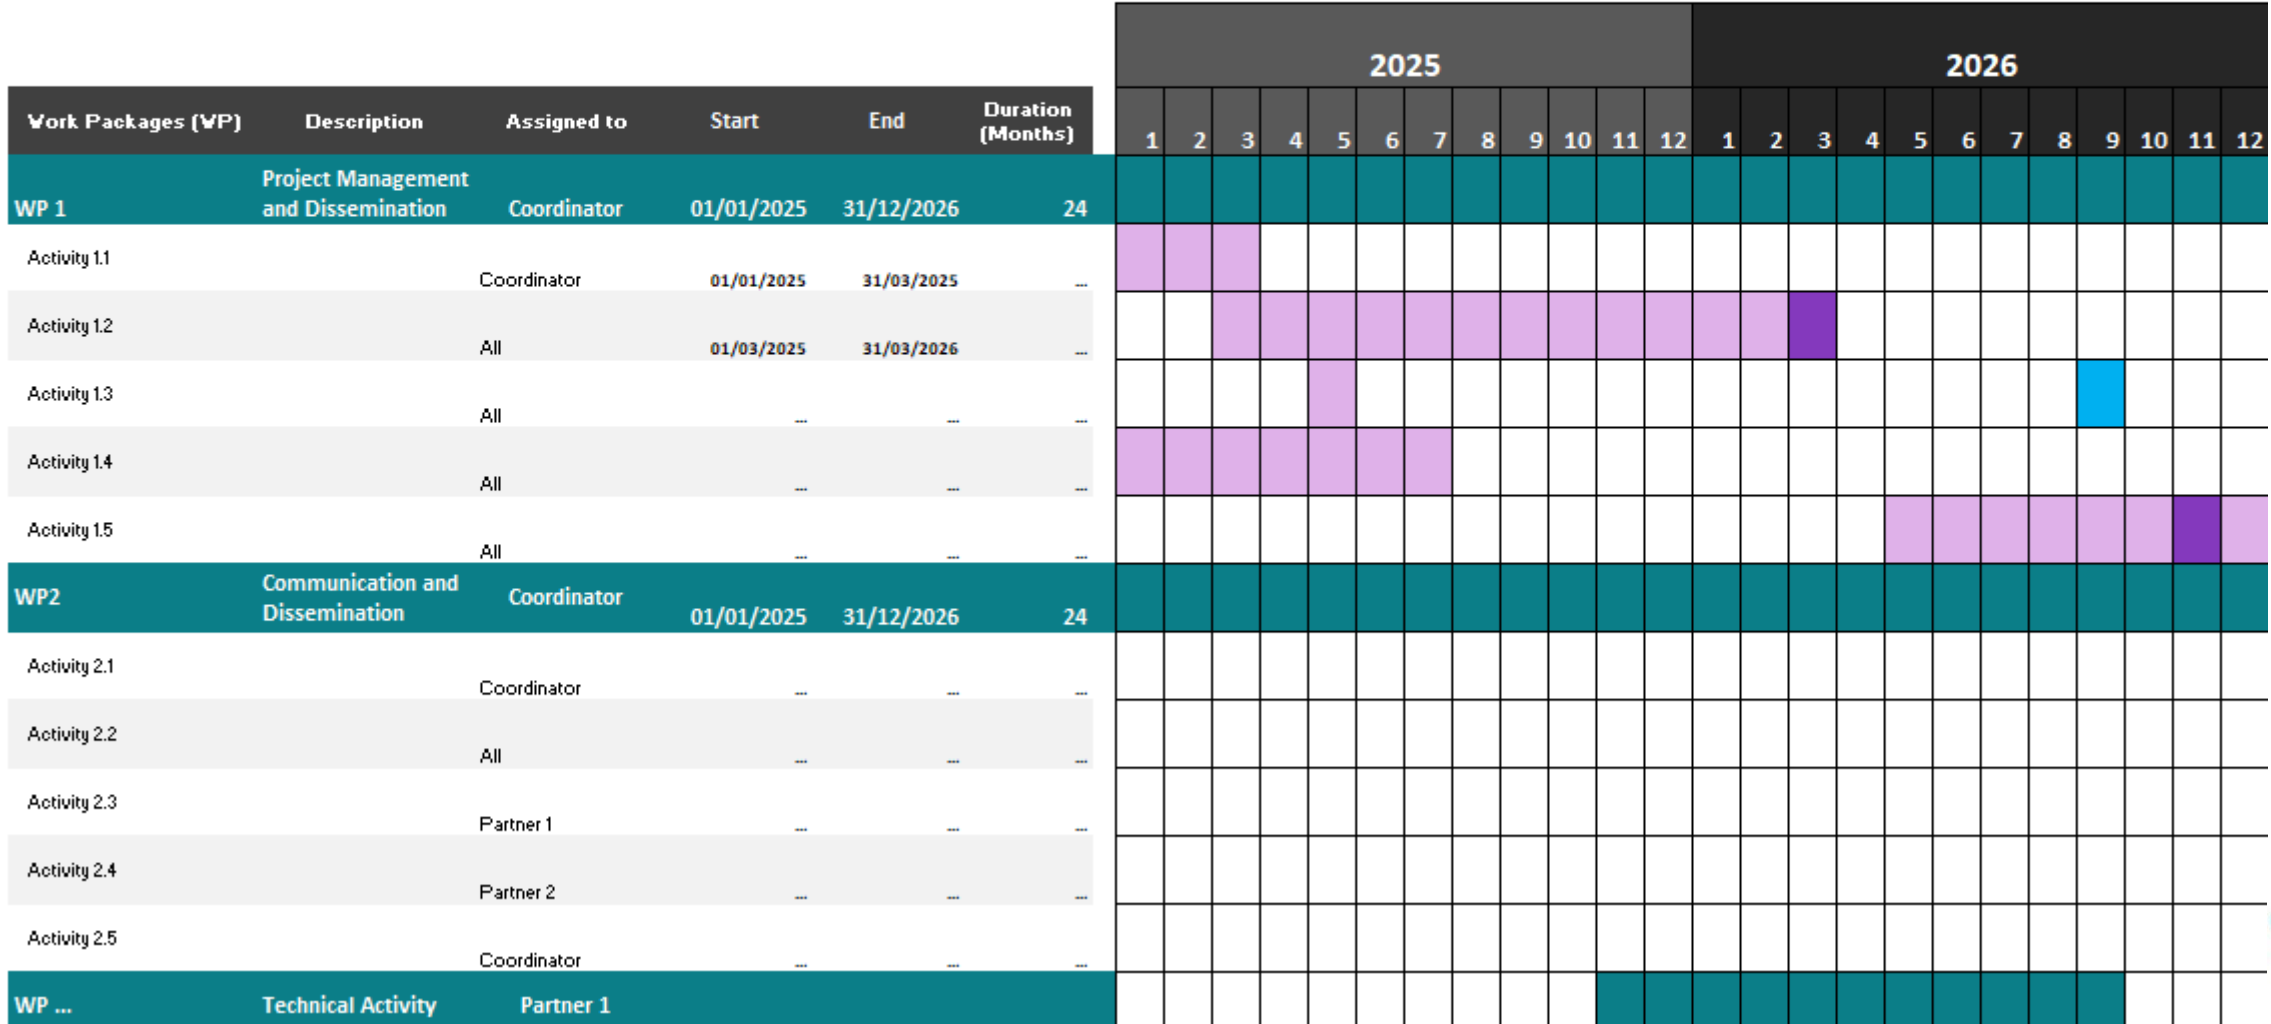 2025 2026
Work Packages (WP) Description Assigned to Start End Duration
(Months)
1 2 3 4 5 6 7 8 9 10 11 12 1 2 3 4 5 6 7 8 9 10 11 12
WP 1 Project Management
and Dissemination Coordinator 01/01/2025 31/12/2026 24
Activity 1.1
Coordinator 01/01/2025 31/03/2025 ...
Activity 1.2
All 01/03/2025 31/03/2026 ...
Activity 1.3
All ... ... ...
Activity 1.4
All ... ... ...
Activity 1.5
All ... ... ...
WP2 Communication and
Dissemination Coordinator 01/01/2025 31/12/2026 24
Activity 2.1
Coordinator ... ... ...
Activity 2.2
All ... ... ...
Activity 2.3
Partner 1 ... ... ...
Activity 2.4
Partner 2 ... ... ...
Activity 2.5
Coordinator ... ... ...
WP ... Technical Activity Partner 1